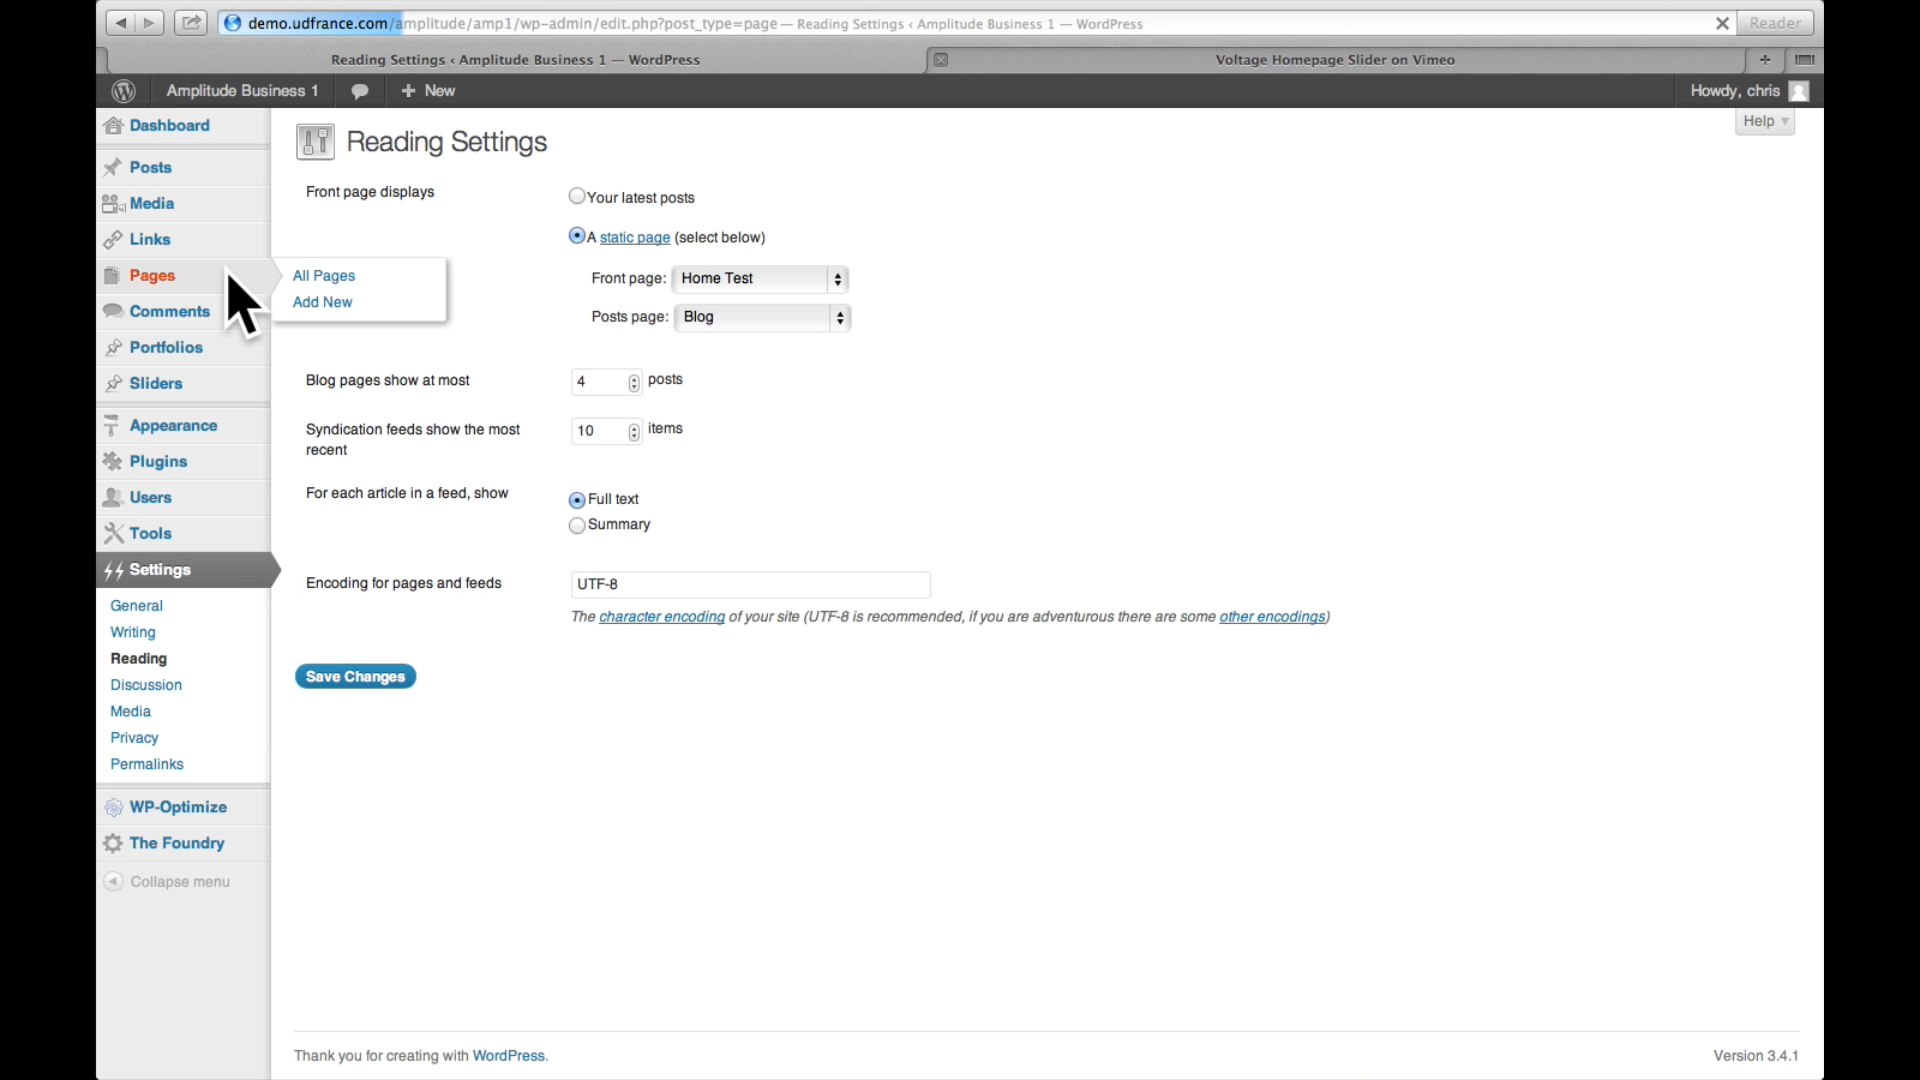 demo.udfrance.com/amplitude/amp1/wp-admin/edit.php?post_type=page — Reading Settings ‹ Amplitude Business 1 — WordPress
Reader
Reading Settings ‹ Amplitude Business 1 — WordPress
Voltage Homepage Slider on Vimeo
Amplitude Business 1
+ New
Howdy, chris
Help
Dashboard
Posts
Media
Links
Pages
Comments
Portfolios
Sliders
Appearance
Plugins
Users
Tools
Settings
General
Writing
Reading
Discussion
Media
Privacy
Permalinks
WP-Optimize
The Foundry
Collapse menu
All Pages
Add New
Reading Settings
Front page displays
Your latest posts
A static page (select below)
Front page: Home Test
Posts page: Blog
Blog pages show at most
4 posts
Syndication feeds show the most
recent
10 items
For each article in a feed, show
Full text
Summary
Encoding for pages and feeds
UTF-8
The character encoding of your site (UTF-8 is recommended, if you are adventurous there are some other encodings)
Save Changes
Thank you for creating with WordPress.
Version 3.4.1